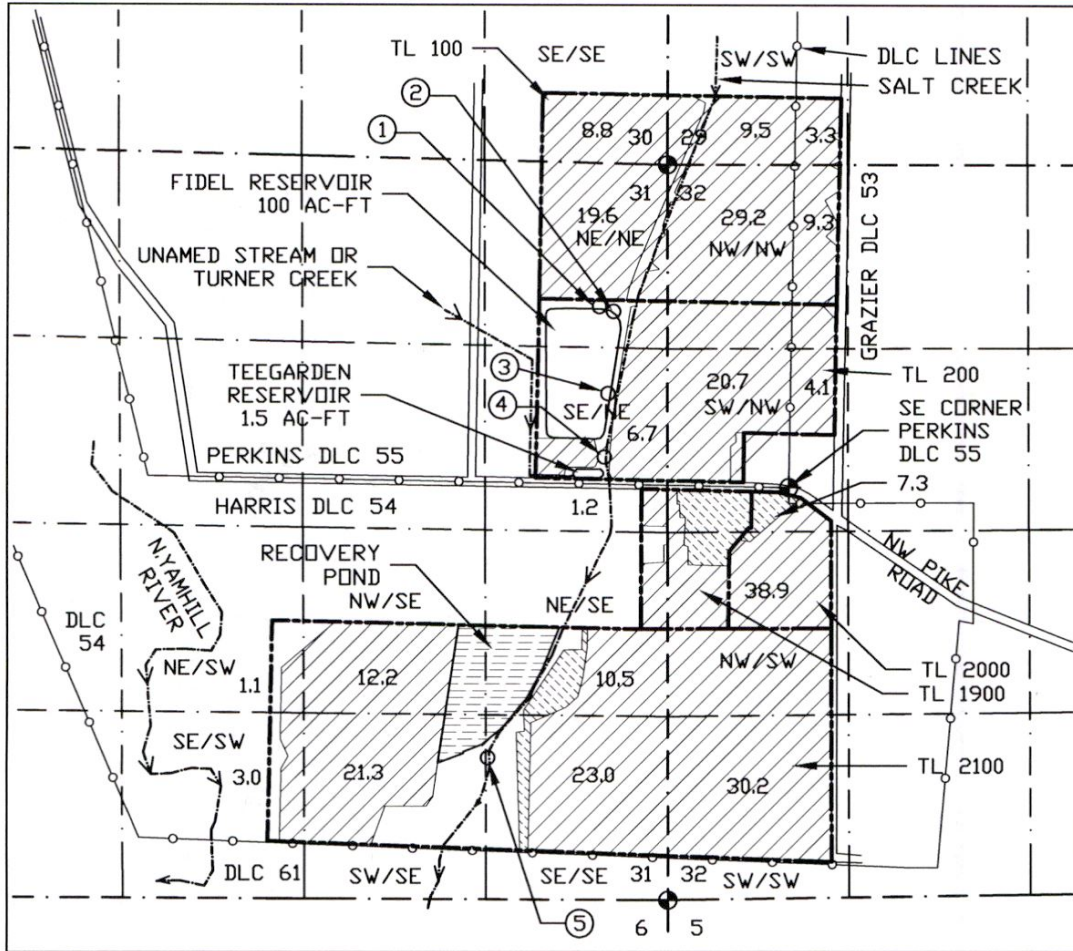 TL 100
SE/SE
SW/SW
DLC LINES
SALT CREEK
②
①
8.8
30
29
9.5
3.3
FIDEL RESERVOIR
100 AC-FT
31
32
19.6
NE/NE
29.2
NW/NW
9.3
GRAZIER DLC 53
UNAMED STREAM OR
TURNER CREEK
③
④
TEEGARDEN
RESERVOIR
1.5 AC-FT
SE/NE
6.7
20.7
SW/NW
4.1
TL 200
SE CORNER
PERKINS
DLC 55
PERKINS DLC 55
HARRIS DLC 54
1.2
7.3
N.YAMHILL
RIVER
RECOVERY
POND
NW/SE
NE/SE
38.9
NW PIKE
ROAD
DLC
54
NE/SW
1.1
12.2
10.5
NW/SW
TL 2000
TL 1900
SE/SW
3.0
21.3
23.0
30.2
TL 2100
DLC 61
SW/SE
SE/SE
31
32
SW/SW
⑤
6
5